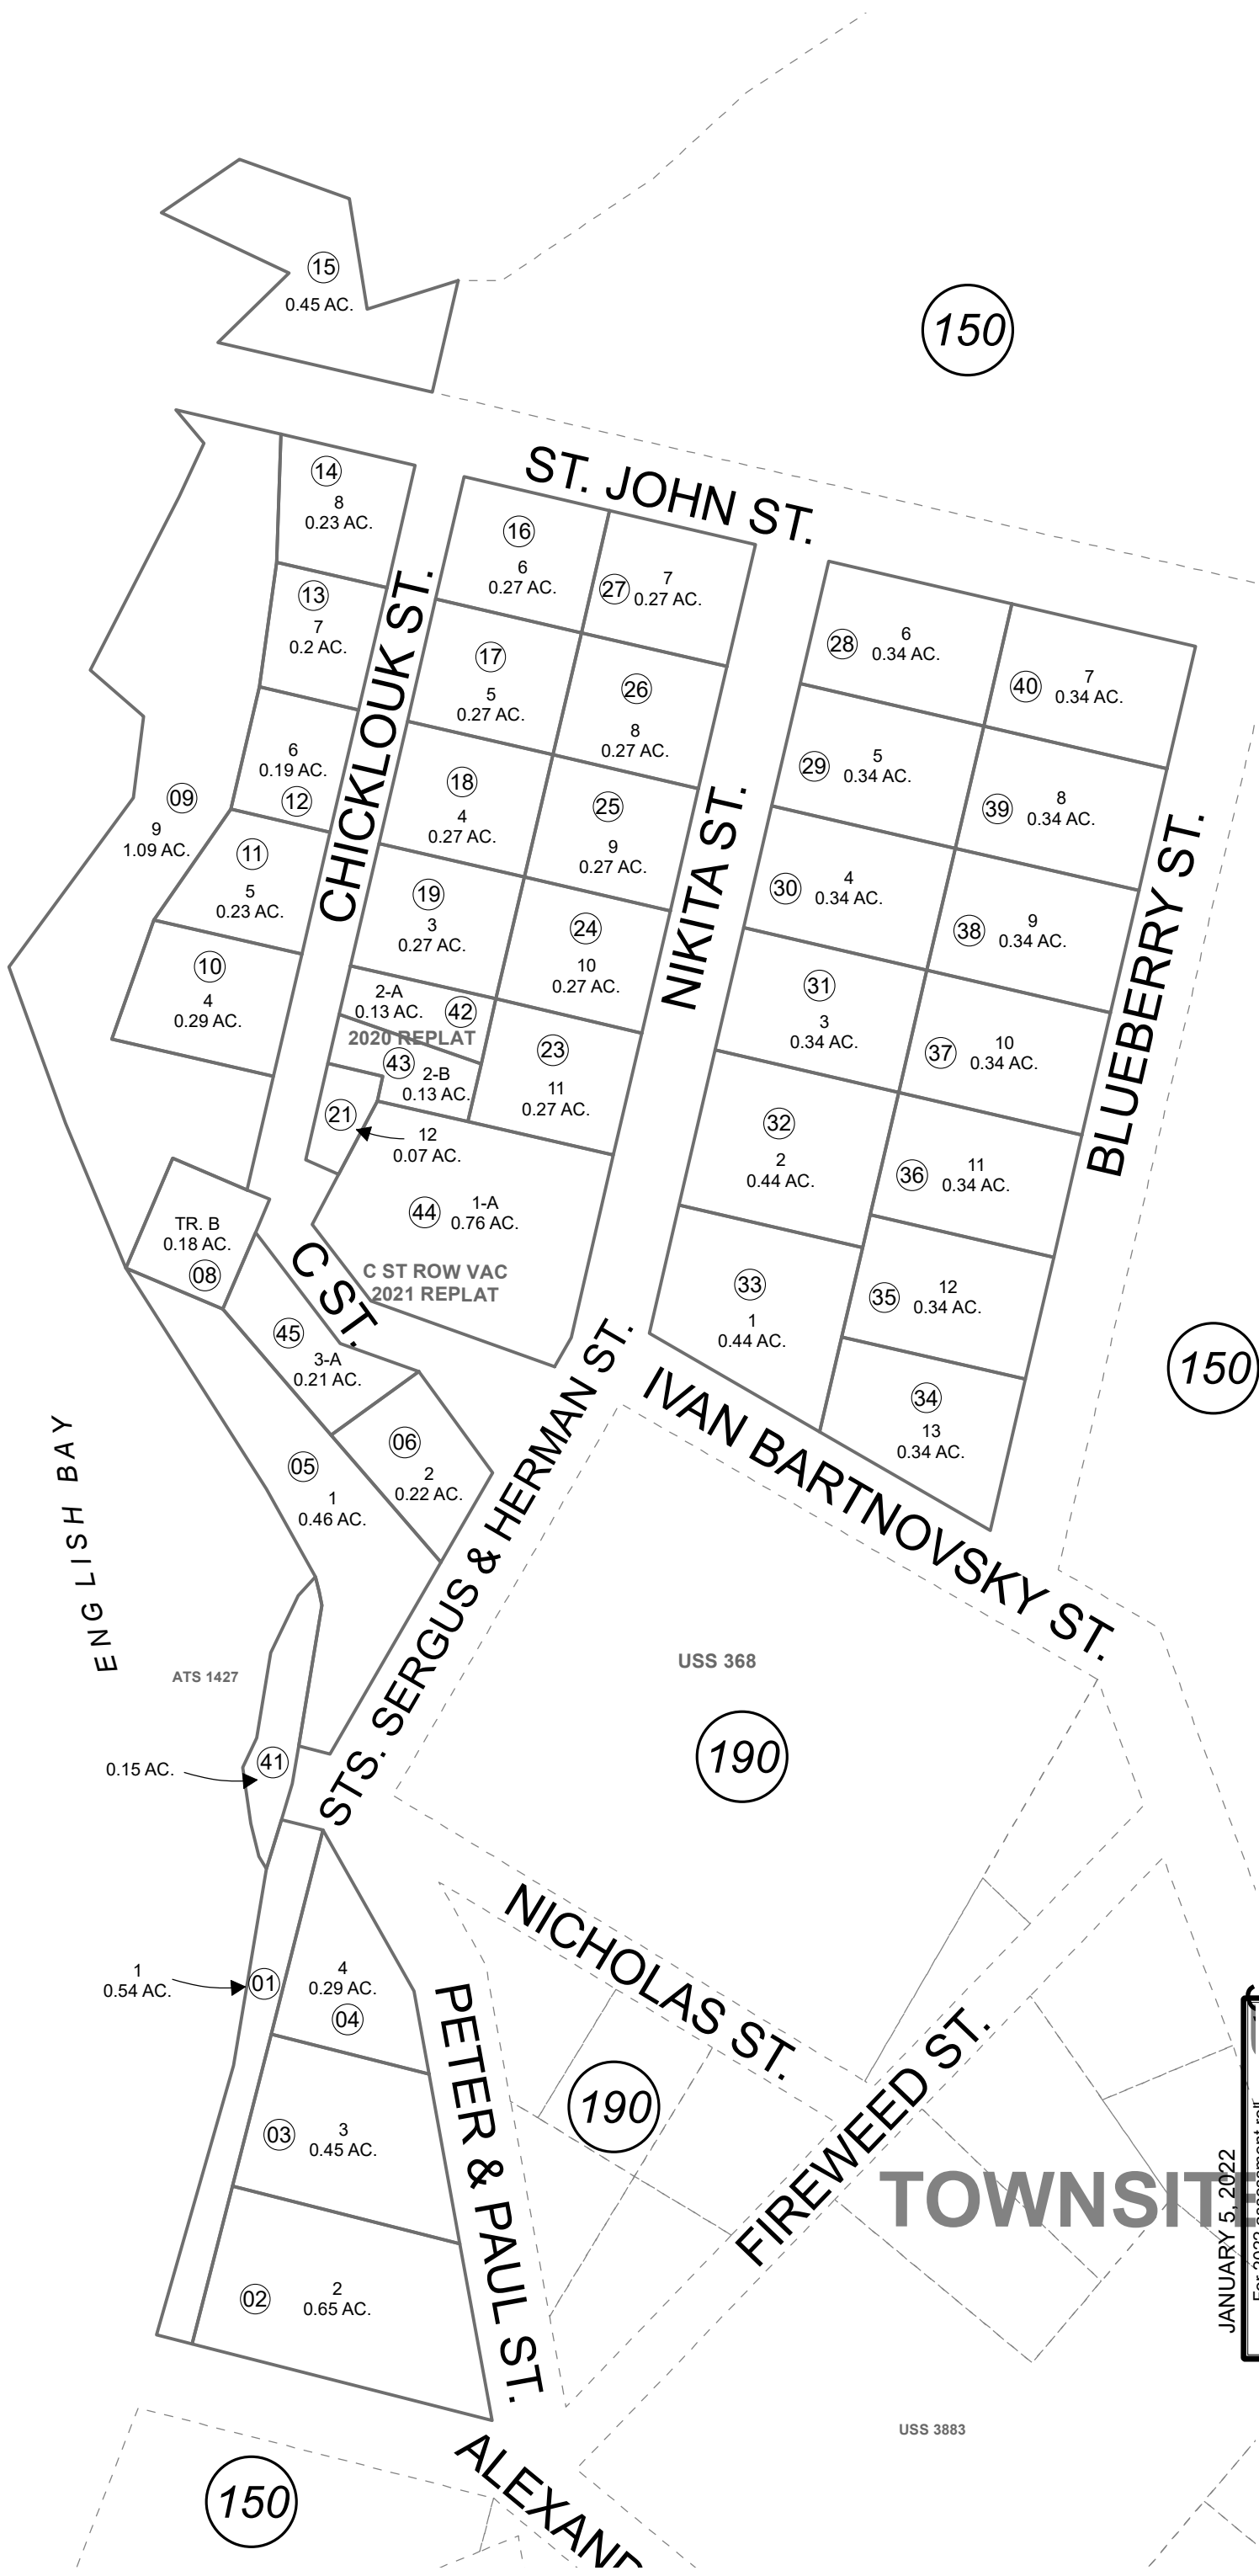 15
0.45 AC.
150
14
8
0.23 AC.
ST. JOHN ST.
16
6
0.27 AC.
27
7
0.27 AC.
13
7
0.2 AC.
CHICKLOUK ST.
28
6
0.34 AC.
40
7
0.34 AC.
17
5
0.27 AC.
26
8
0.27 AC.
6
0.19 AC.
12
09
9
1.09 AC.
18
4
0.27 AC.
25
9
0.27 AC.
29
5
0.34 AC.
39
8
0.34 AC.
NIKITA ST.
BLUEBERRY ST.
11
5
0.23 AC.
19
3
0.27 AC.
24
10
0.27 AC.
30
4
0.34 AC.
38
9
0.34 AC.
10
4
0.29 AC.
2-A
0.13 AC.
42
2020 REPLAT
43
2-B
0.13 AC.
23
11
0.27 AC.
31
3
0.34 AC.
37
10
0.34 AC.
21
12
0.07 AC.
32
2
0.44 AC.
36
11
0.34 AC.
44
1-A
0.76 AC.
TR. B
0.18 AC.
08
C ST.
C ST ROW VAC
2021 REPLAT
33
1
0.44 AC.
35
12
0.34 AC.
150
45
3-A
0.21 AC.
34
13
0.34 AC.
06
2
0.22 AC.
05
1
0.46 AC.
STS. SERGUS & HERMAN ST.
IVAN BARTNOVSKY ST.
ENGLISH BAY
ATS 1427
USS 368
190
41
0.15 AC.
01
1
0.54 AC.
4
0.29 AC.
04
NICHOLAS ST.
PETER & PAUL ST.
190
FIREWEED ST.
03
3
0.45 AC.
TOWNSITE
JANUARY 5, 2022
For 2022 assessment roll
02
2
0.65 AC.
USS 3883
150
ALEXAND